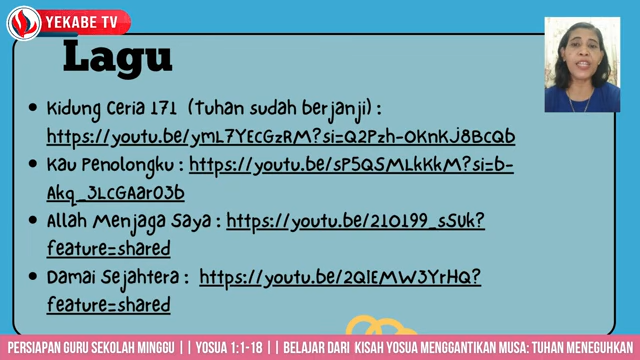 YEKABE TV
Lagu
• Kidung Ceria 171 (Tuhan sudah berjanji) :
https://youtu.be/ymL7YEcGzRM?si=Q2Pzh-OKnKJ8BcQb
• Kau Penolongku : https://youtu.be/sP5QSMLkKkM?si=b-
Akq_3LcGAar03b
• Allah Menjaga Saya : https://youtu.be/210199_sSUk?
feature=shared
• Damai Sejahtera : https://youtu.be/2QlEMW3YrHQ?
feature=shared
PERSIAPAN GURU SEKOLAH MINGGU || YOSUA 1:1-18 || BELAJAR DARI KISAH YOSUA MENGGANTIKAN MUSA: TUHAN MENEGUHKAN